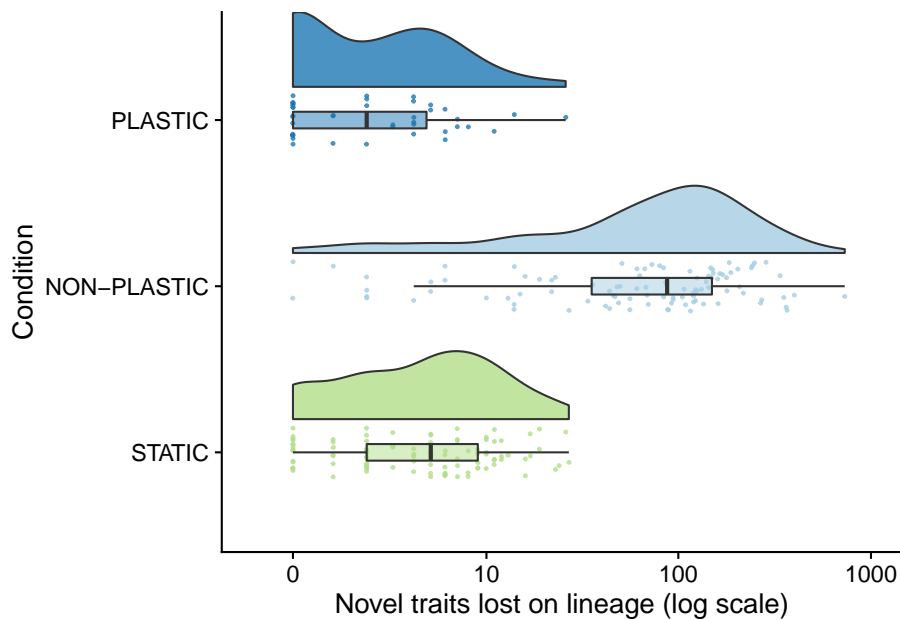 PLASTIC
NON−PLASTIC
STATIC
Condition
0 10 100 1000
Novel traits lost on lineage (log scale)